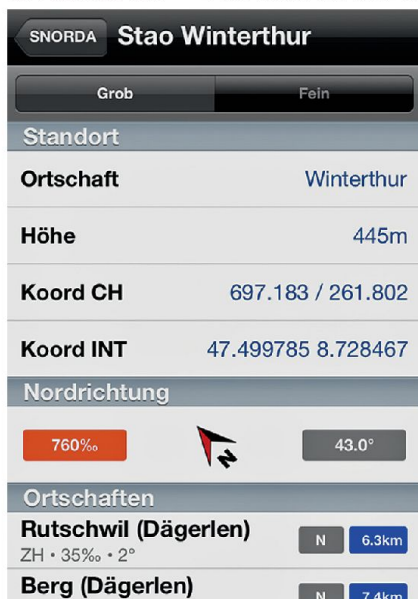 SNORDA Stao Winterthur
Grob Fein
Standort
Ortschaft Winterthur
Höhe 445m
Koord CH 697.183 / 261.802
Koord INT 47.499785 8.728467
Nordrichtung
760‰ N 43.0°
Ortschaften
Rutschwil (Dägerlen)
ZH • 35‰ • 2° N 6.3km
Berg (Dägerlen)
N 7.4km